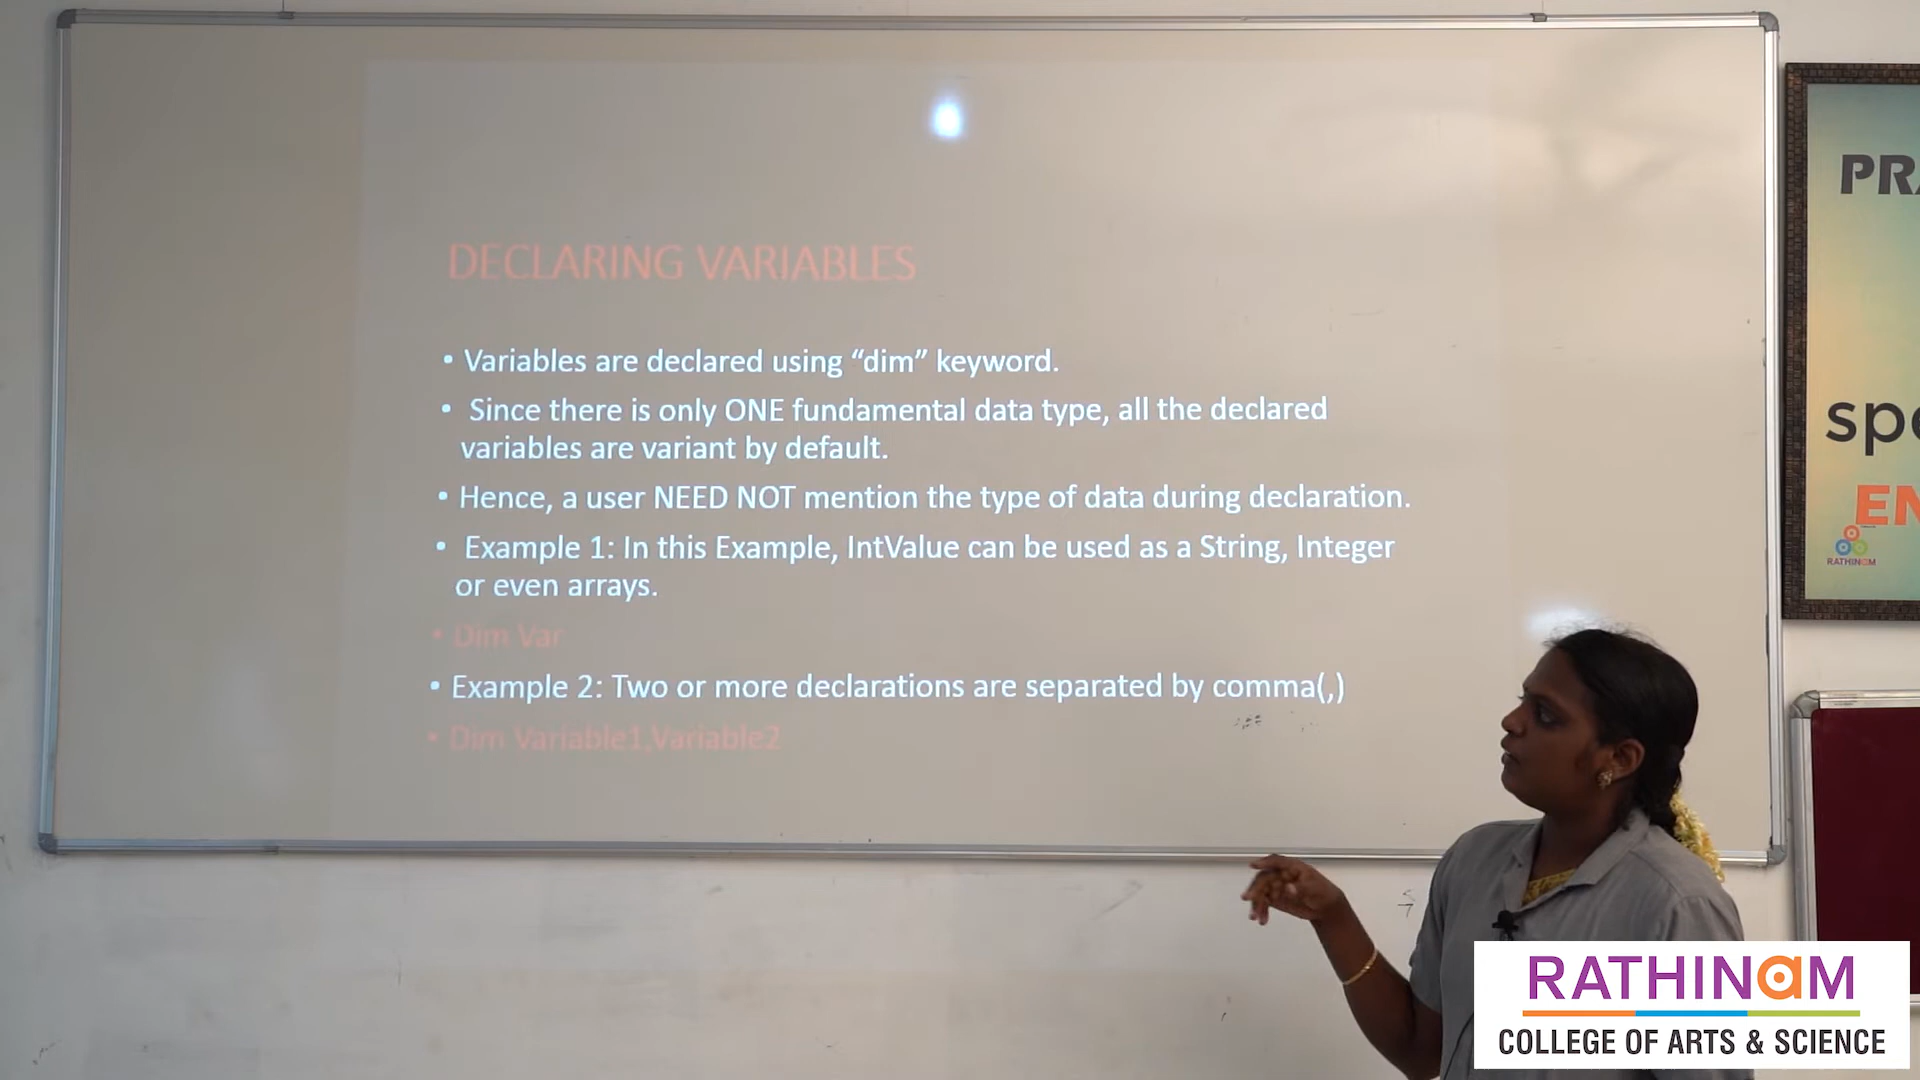 DECLARING VARIABLES
• Variables are declared using “dim” keyword.
• Since there is only ONE fundamental data type, all the declared
variables are variant by default.
• Hence, a user NEED NOT mention the type of data during declaration.
• Example 1: In this Example, IntValue can be used as a String, Integer
or even arrays.
• Dim Var
• Example 2: Two or more declarations are separated by comma(,)
• Dim Variable1,Variable2
RATHINAM
RATHINAM
COLLEGE OF ARTS & SCIENCE